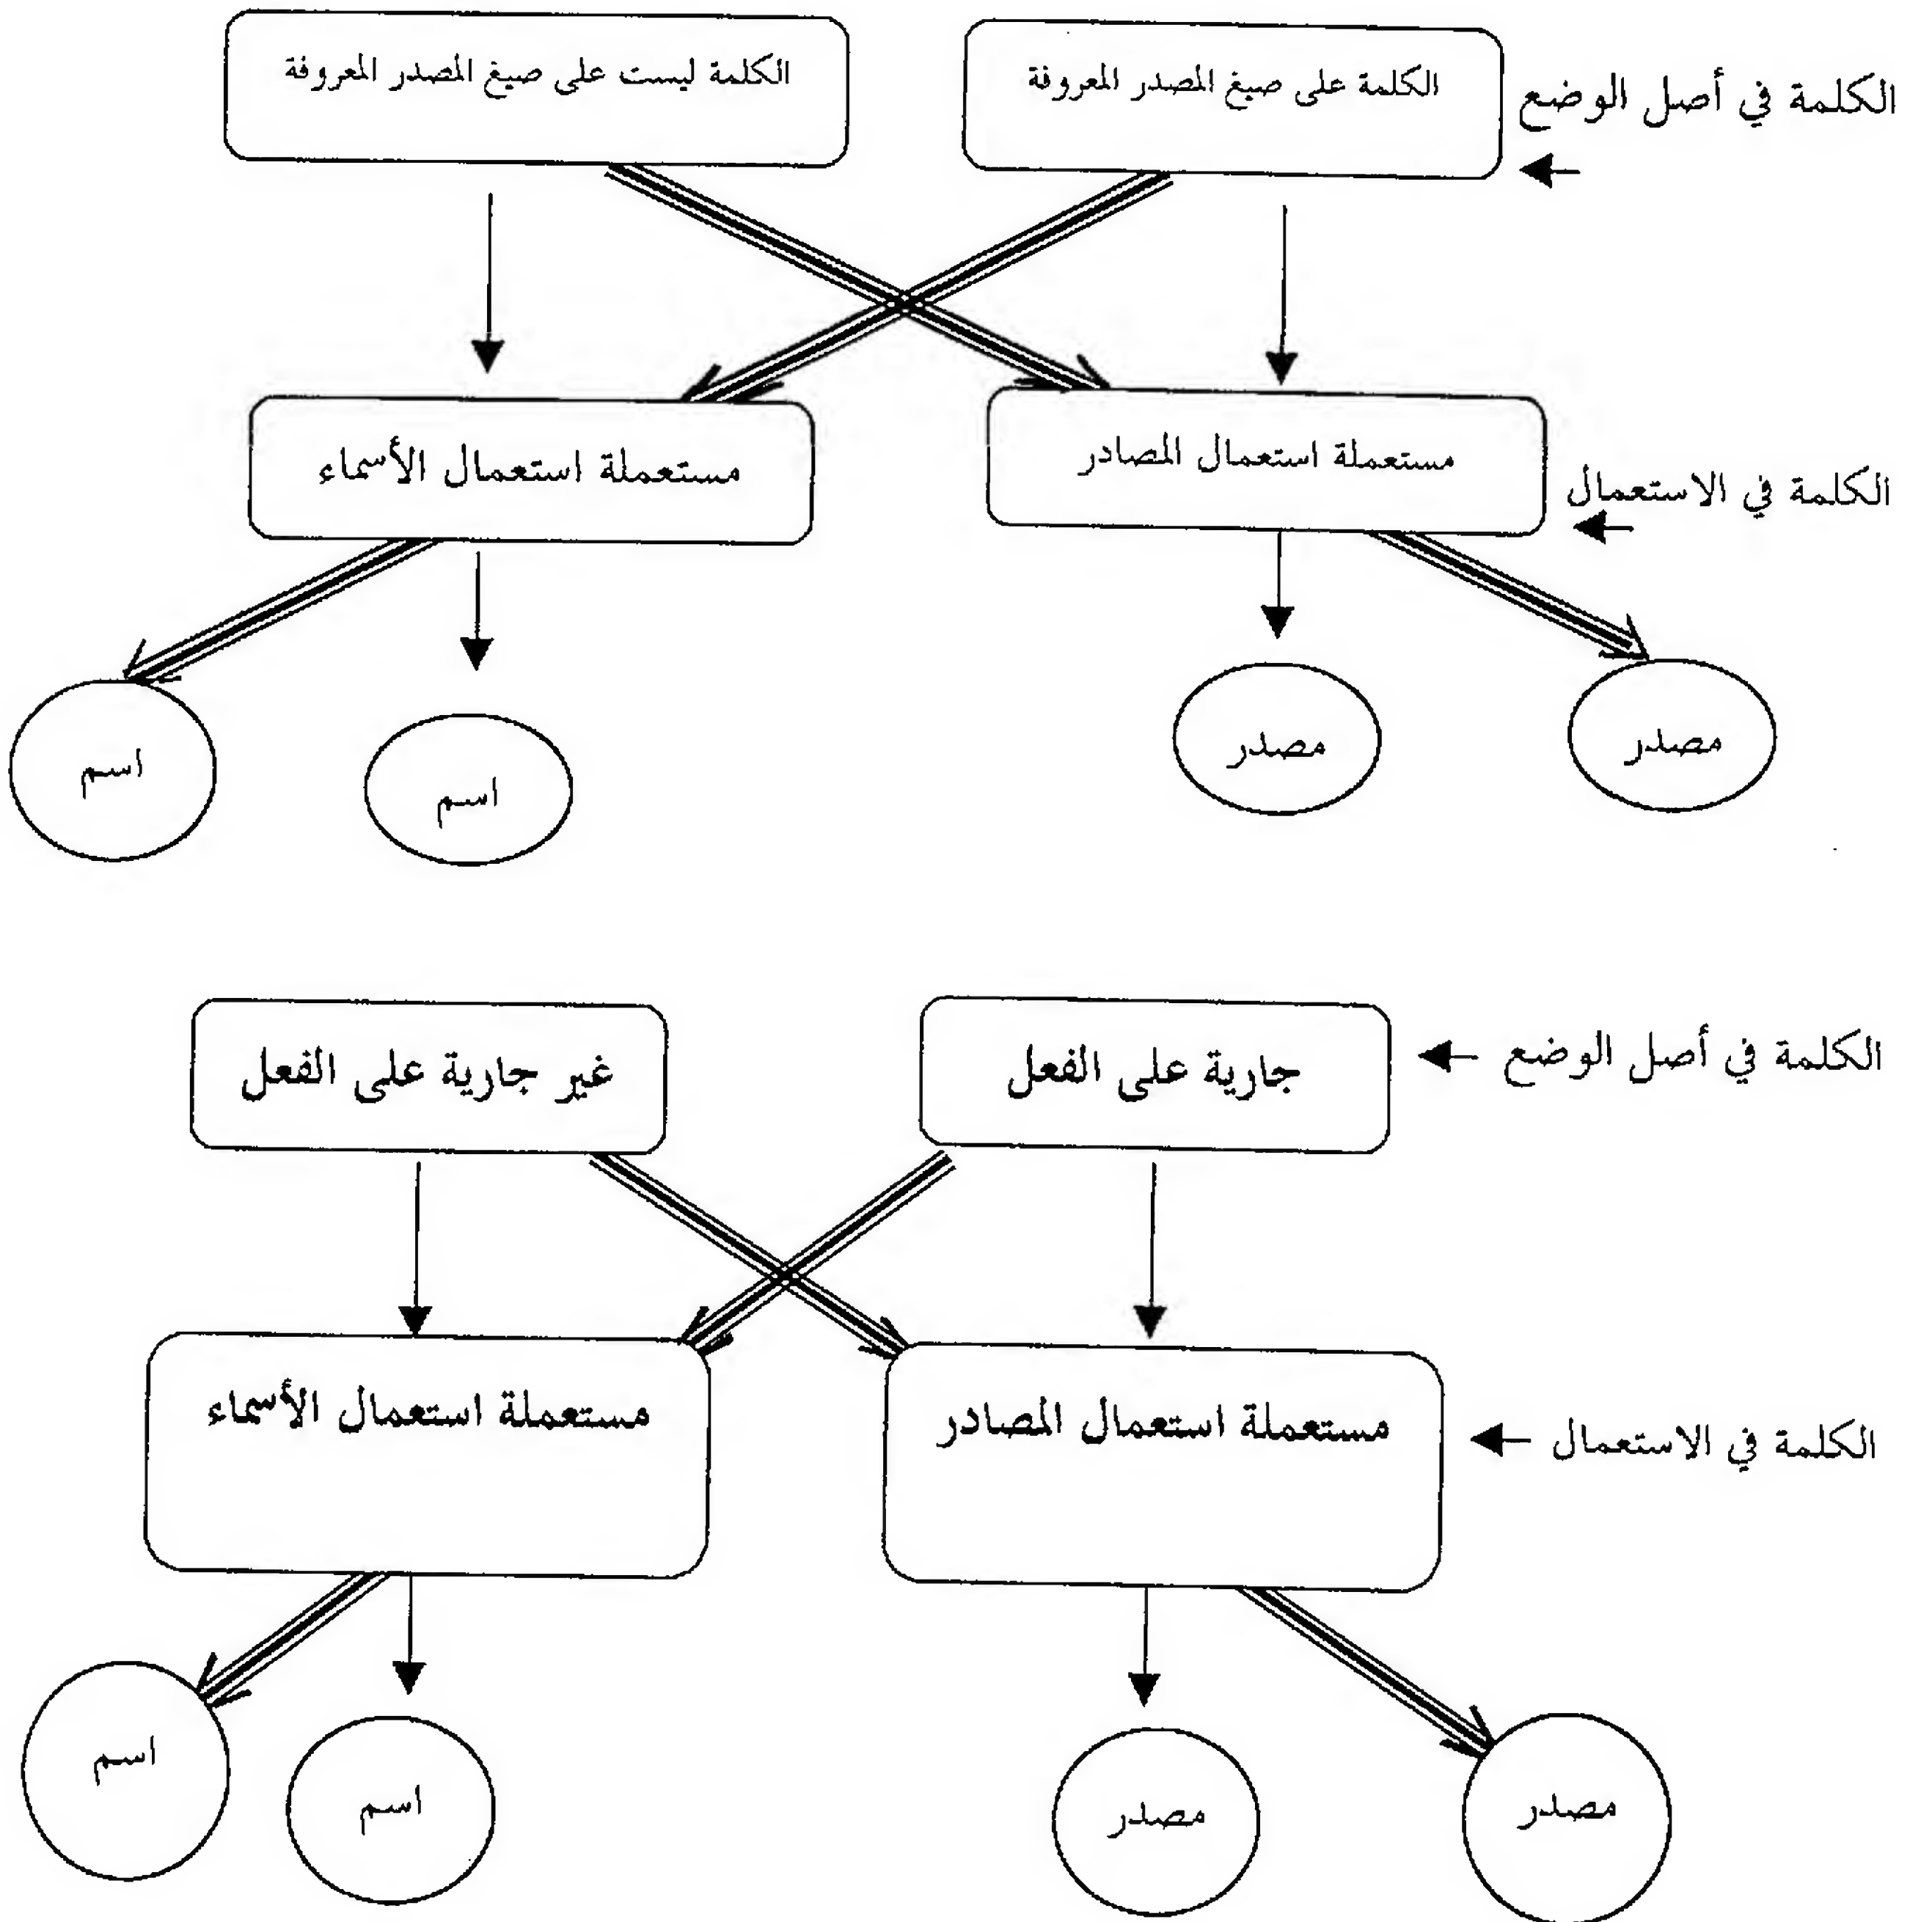 الكلمة في أصل الوضع
الكلمة على صيغ المصدر المعروفة
الكلمة ليست على صيغ المصدر المعروفة
الكلمة في الاستعمال
مستعملة استعمال المصادر
مستعملة استعمال الأسماء
مصدر
مصدر
اسم
اسم
الكلمة في أصل الوضع
جارية على الفعل
غير جارية على الفعل
الكلمة في الاستعمال
مستعملة استعمال المصادر
مستعملة استعمال الأسماء
مصدر
مصدر
اسم
اسم